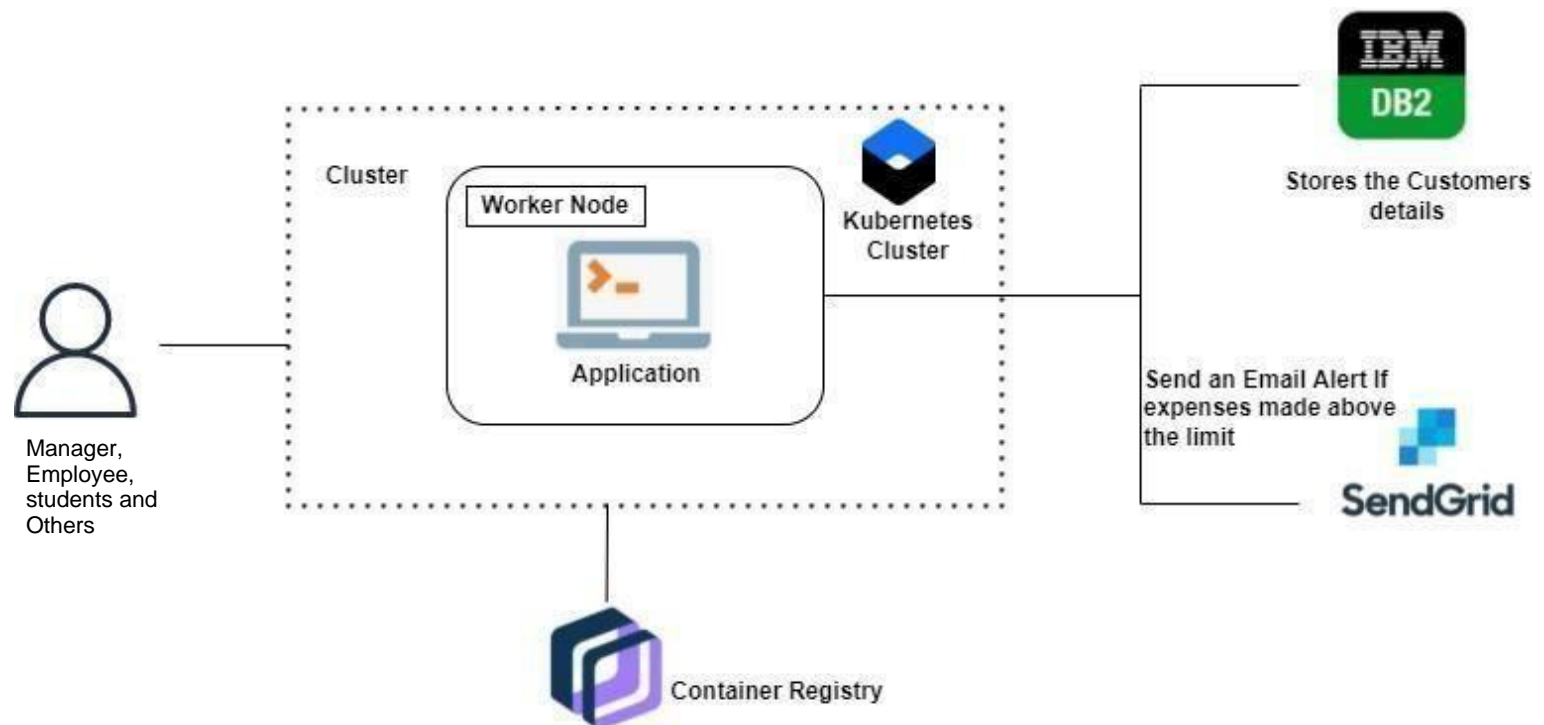 IBM
DB2
Stores the Customers
details
Cluster
Worker Node
Kubernetes
Cluster
Application
Manager,
Employee,
students and
Others
Send an Email Alert If
expenses made above
the limit
SendGrid
Container Registry